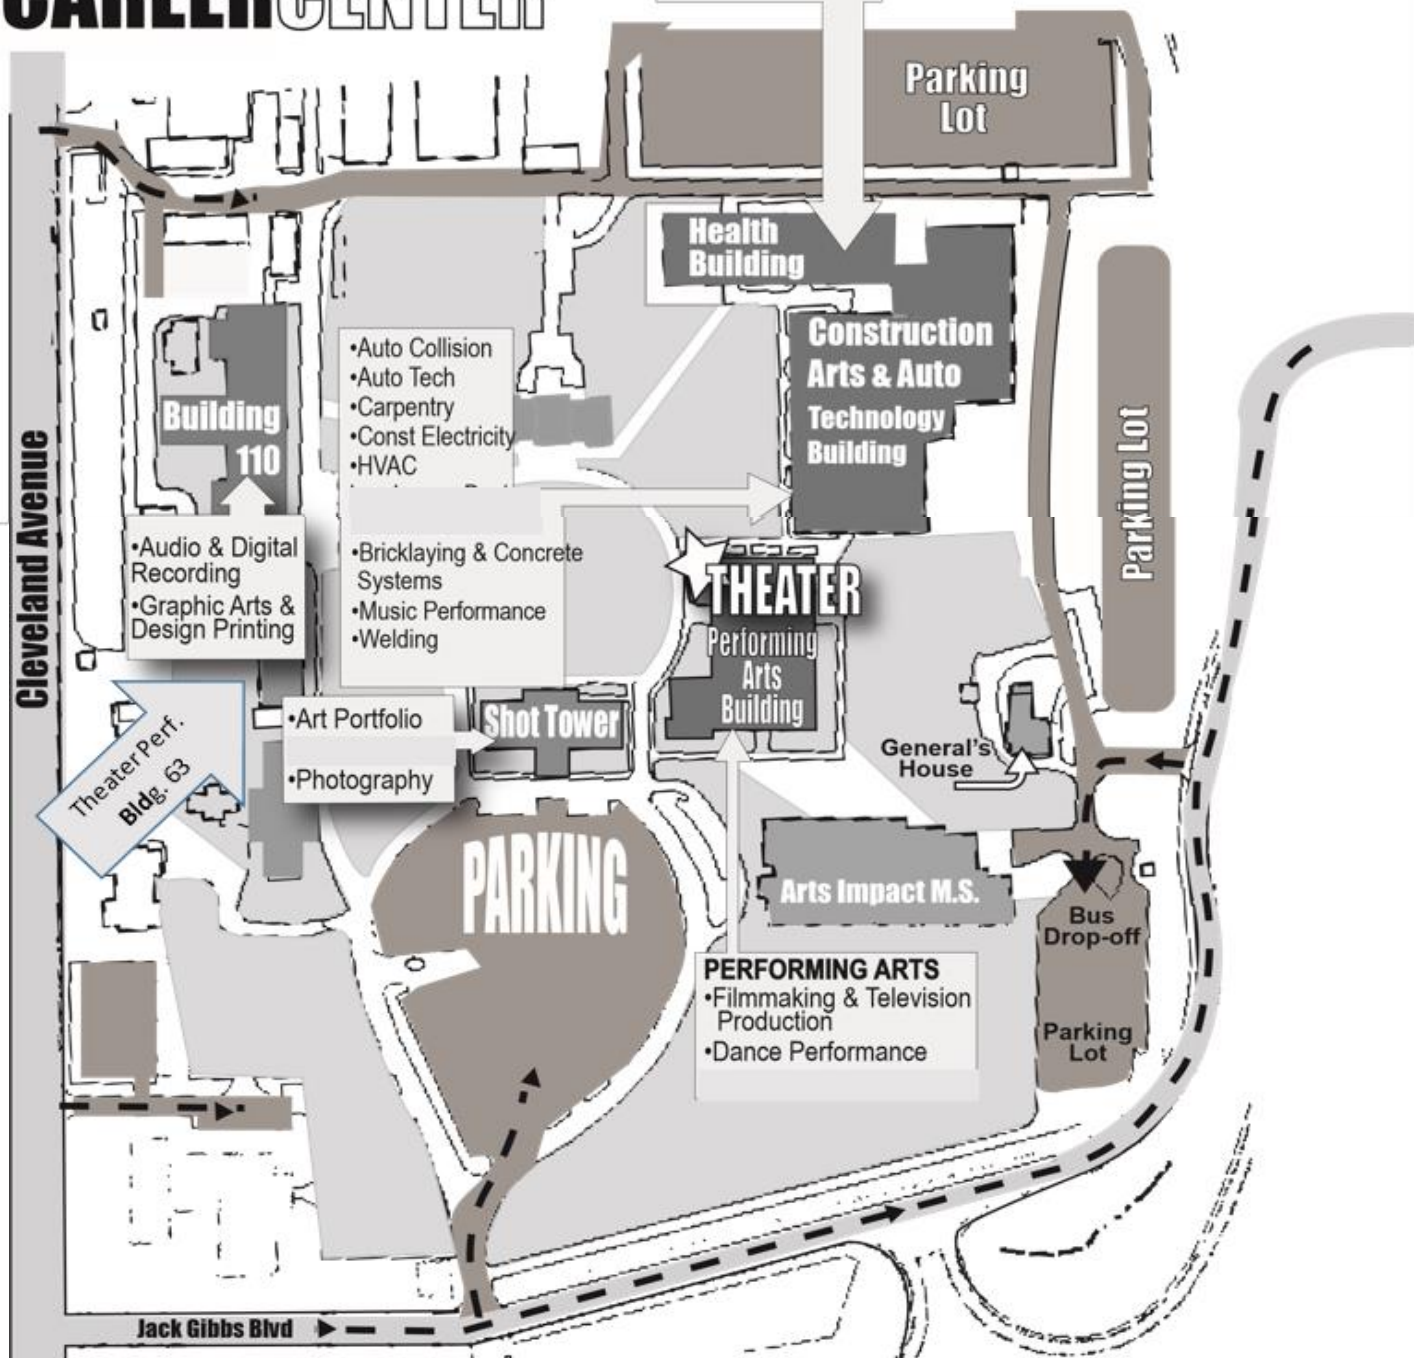 CAREERCENTER
Parking
Lot
Health
Building
Construction
Arts & Auto
Technology
Building
•Auto Collision
•Auto Tech
•Carpentry
•Const Electricity
•HVAC
•Bricklaying & Concrete
Systems
•Music Performance
•Welding
Building
110
•Audio & Digital
Recording
•Graphic Arts &
Design Printing
Cleveland Avenue
Parking Lot
THEATER
Performing
Arts
Building
Theater Perf.
Bldg. 63
•Art Portfolio
•Photography
Shot Tower
General's
House
PARKING
Arts Impact M.S.
Bus
Drop-off
Parking
Lot
PERFORMING ARTS
•Filmmaking & Television
Production
•Dance Performance
Jack Gibbs Blvd